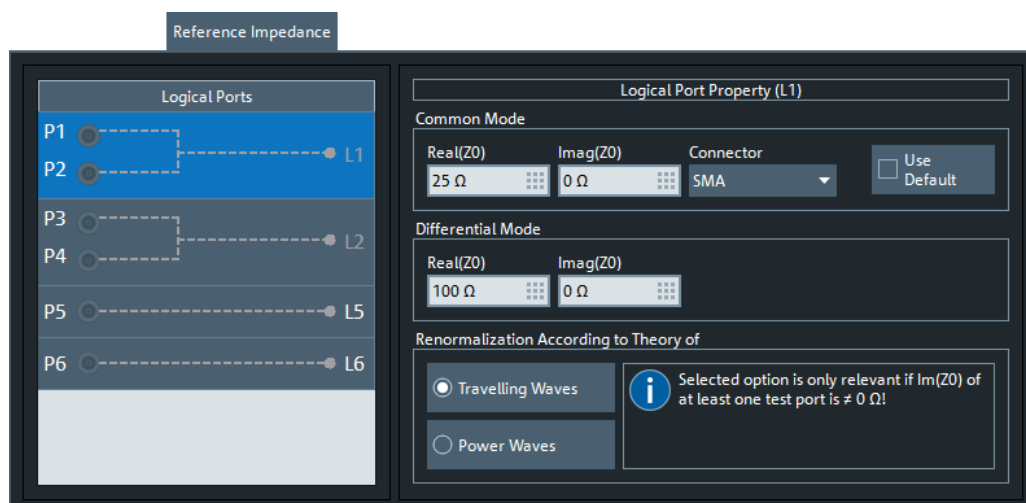 Reference Impedance
Logical Ports
P1
P2
L1
P3
P4
L2
P5
L5
P6
L6
Logical Port Property (L1)
Common Mode
Real(Z0)
Imag(Z0)
Connector
25 Ω
0 Ω
SMA
Use
Default
Differential Mode
Real(Z0)
Imag(Z0)
100 Ω
0 Ω
Renormalization According to Theory of
Travelling Waves
Power Waves
Selected option is only relevant if Im(Z0) of
at least one test port is ≠ 0 Ω!